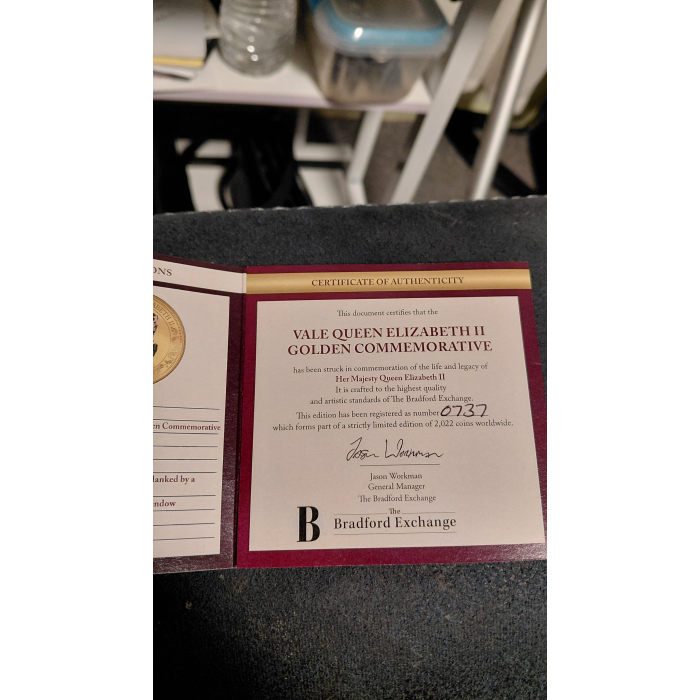 ONS
en Commemorative
lanked by a
ndow
CERTIFICATE OF AUTHENTICITY
This document certifies that the
VALE QUEEN ELIZABETH II
GOLDEN COMMEMORATIVE
has been struck in commemoration of the life and legacy of
Her Majesty Queen Elizabeth II
It is crafted to the highest quality
and artistic standards of The Bradford Exchange.
This edition has been registered as number 0737
which forms part of a strictly limited edition of 2,022 coins worldwide.
Jason Workman
Jason Workman
General Manager
The Bradford Exchange
B
The
Bradford Exchange